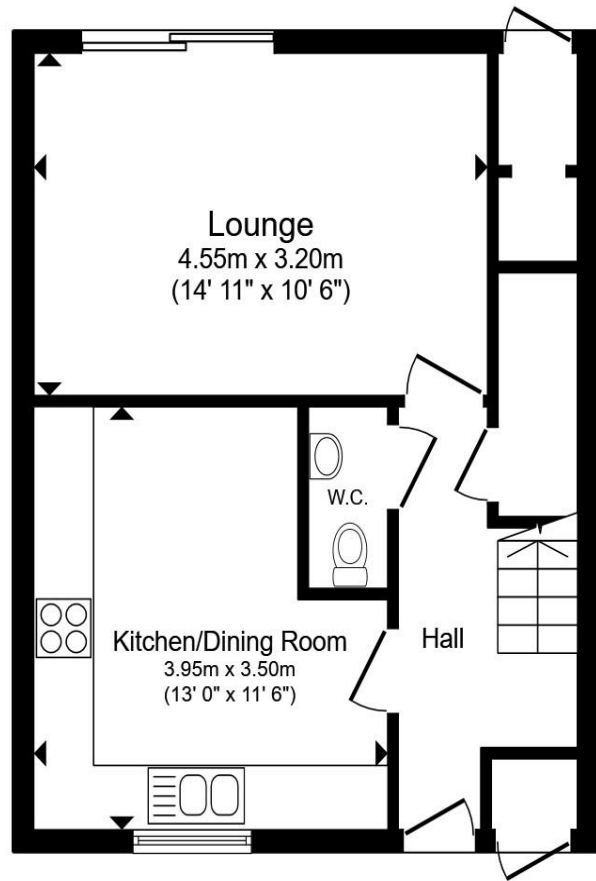 Lounge
4.55m x 3.20m
(14' 11" x 10' 6")
W.C.
Kitchen/Dining Room
3.95m x 3.50m
(13' 0" x 11' 6")
Hall